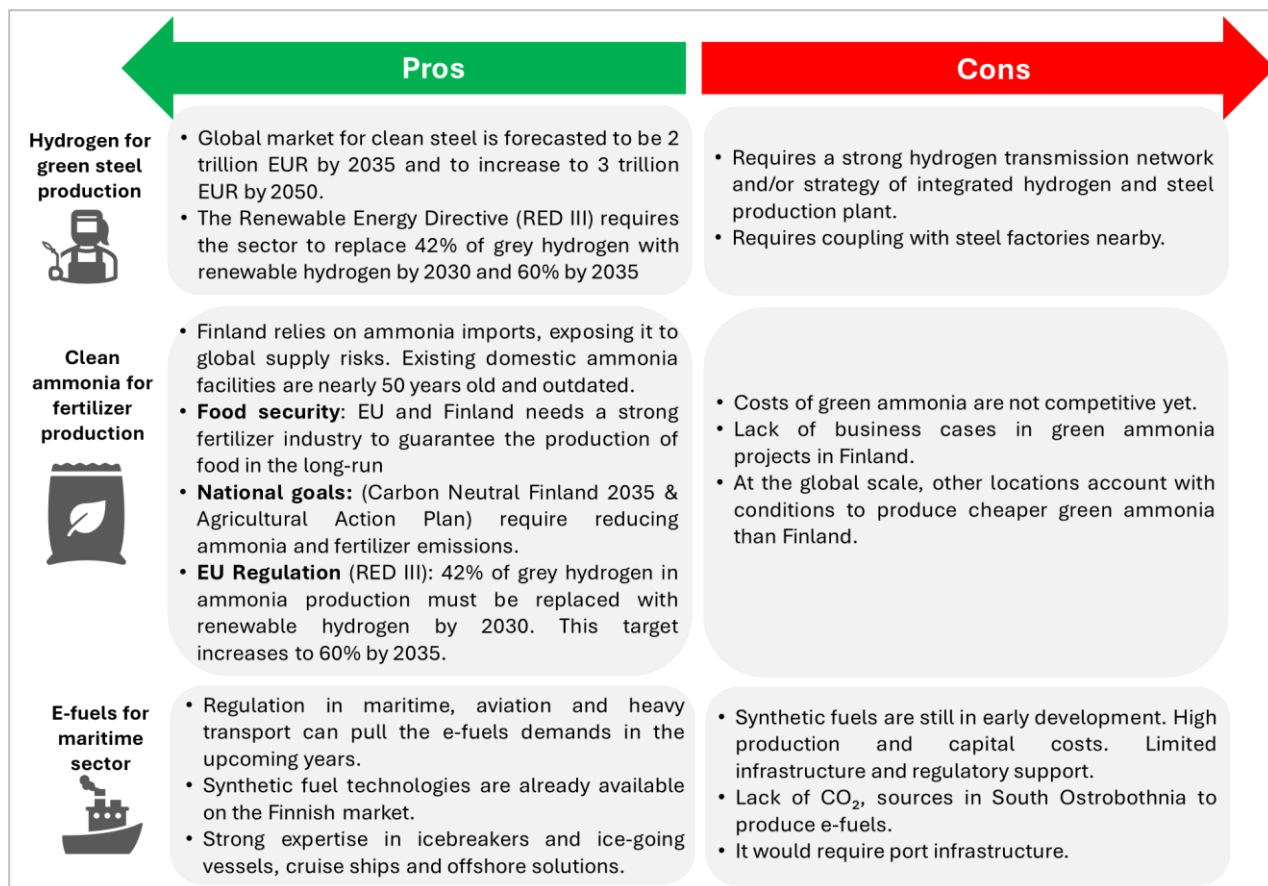 Pros
Cons
Hydrogen for
green steel
production
• Global market for clean steel is forecasted to be 2
trillion EUR by 2035 and to increase to 3 trillion
EUR by 2050.
• The Renewable Energy Directive (RED III) requires
the sector to replace 42% of grey hydrogen with
renewable hydrogen by 2030 and 60% by 2035
• Requires a strong hydrogen transmission network
and/or strategy of integrated hydrogen and steel
production plant.
• Requires coupling with steel factories nearby.
Clean
ammonia for
fertilizer
production
• Finland relies on ammonia imports, exposing it to
global supply risks. Existing domestic ammonia
facilities are nearly 50 years old and outdated.
• Food security: EU and Finland needs a strong
fertilizer industry to guarantee the production of
food in the long-run
• National goals: (Carbon Neutral Finland 2035 &
Agricultural Action Plan) require reducing
ammonia and fertilizer emissions.
• EU Regulation (RED III): 42% of grey hydrogen in
ammonia production must be replaced with
renewable hydrogen by 2030. This target
increases to 60% by 2035.
• Costs of green ammonia are not competitive yet.
• Lack of business cases in green ammonia
projects in Finland.
• At the global scale, other locations account with
conditions to produce cheaper green ammonia
than Finland.
E-fuels for
maritime
sector
• Regulation in maritime, aviation and heavy
transport can pull the e-fuels demands in the
upcoming years.
• Synthetic fuel technologies are already available
on the Finnish market.
• Strong expertise in icebreakers and ice-going
vessels, cruise ships and offshore solutions.
• Synthetic fuels are still in early development. High
production and capital costs. Limited
infrastructure and regulatory support.
• Lack of CO₂, sources in South Ostrobothnia to
produce e-fuels.
• It would require port infrastructure.